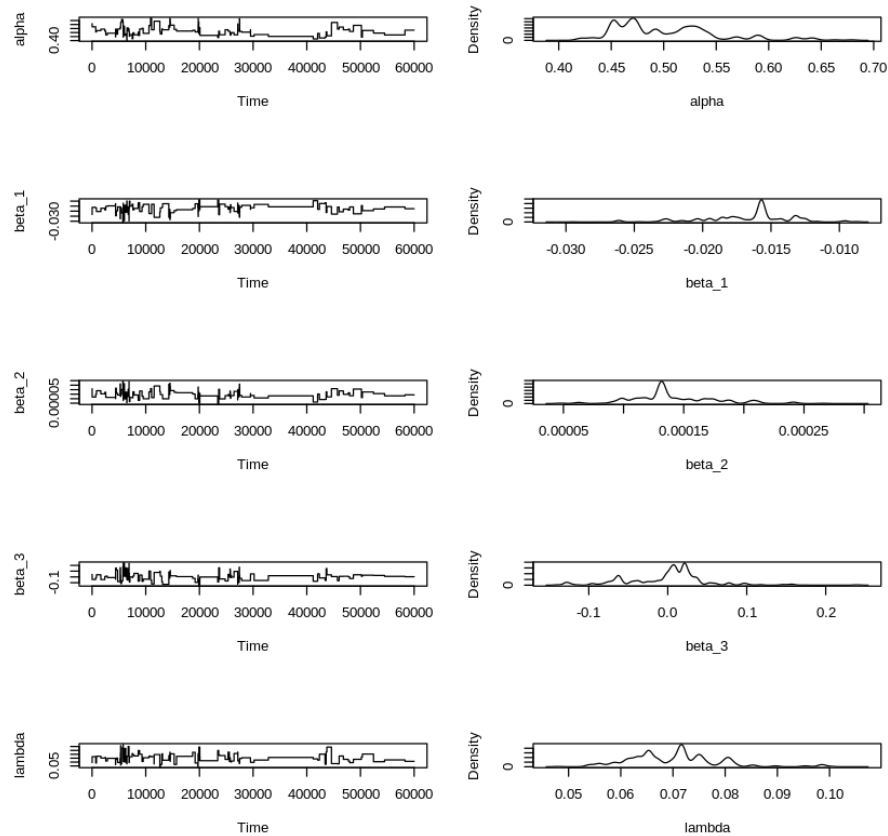 alpha
0.40
0 10000 20000 30000 40000 50000 60000
Time
Density
0
0.40 0.45 0.50 0.55 0.60 0.65 0.70
alpha
beta_1
-0.030
0 10000 20000 30000 40000 50000 60000
Time
Density
0
-0.030 -0.025 -0.020 -0.015 -0.010
beta_1
beta_2
0.00005
0 10000 20000 30000 40000 50000 60000
Time
Density
0
0.00005 0.00015 0.00025
beta_2
beta_3
-0.1
0 10000 20000 30000 40000 50000 60000
Time
Density
0
-0.1 0.0 0.1 0.2
beta_3
lambda
0.05
0 10000 20000 30000 40000 50000 60000
Time
Density
0
0.05 0.06 0.07 0.08 0.09 0.10
lambda